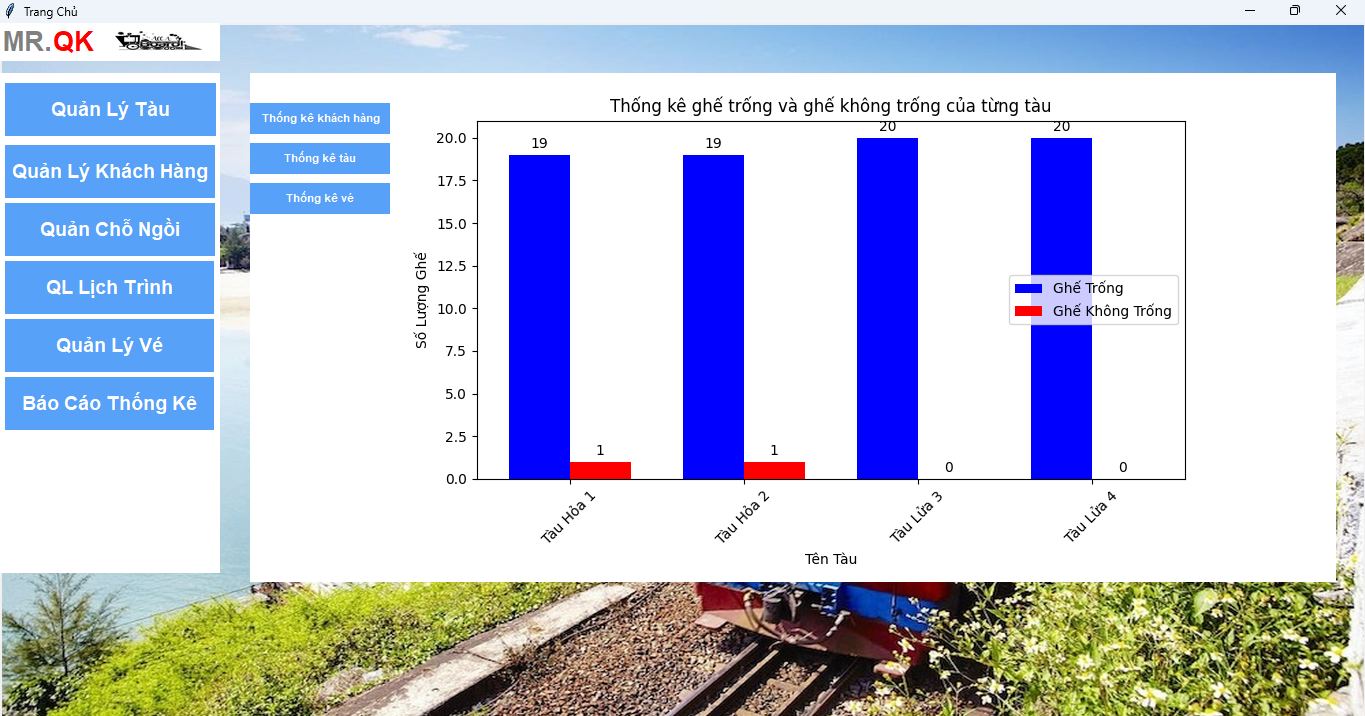 Trang Chủ
MR.QK
Quản Lý Tàu
Quản Lý Khách Hàng
Quản Chỗ Ngồi
QL Lịch Trình
Quản Lý Vé
Báo Cáo Thống Kê
Thống kê khách hàng
Thống kê tàu
Thống kê vé
Thống kê ghế trống và ghế không trống của từng tàu
Số Lượng Ghế
20.0
17.5
15.0
12.5
10.0
7.5
5.0
2.5
0.0
19
1
19
1
20
0
20
0
Ghế Trống
Ghế Không Trống
Tàu Hỏa 1
Tàu Hỏa 2
Tàu Lửa 3
Tàu Lửa 4
Tên Tàu